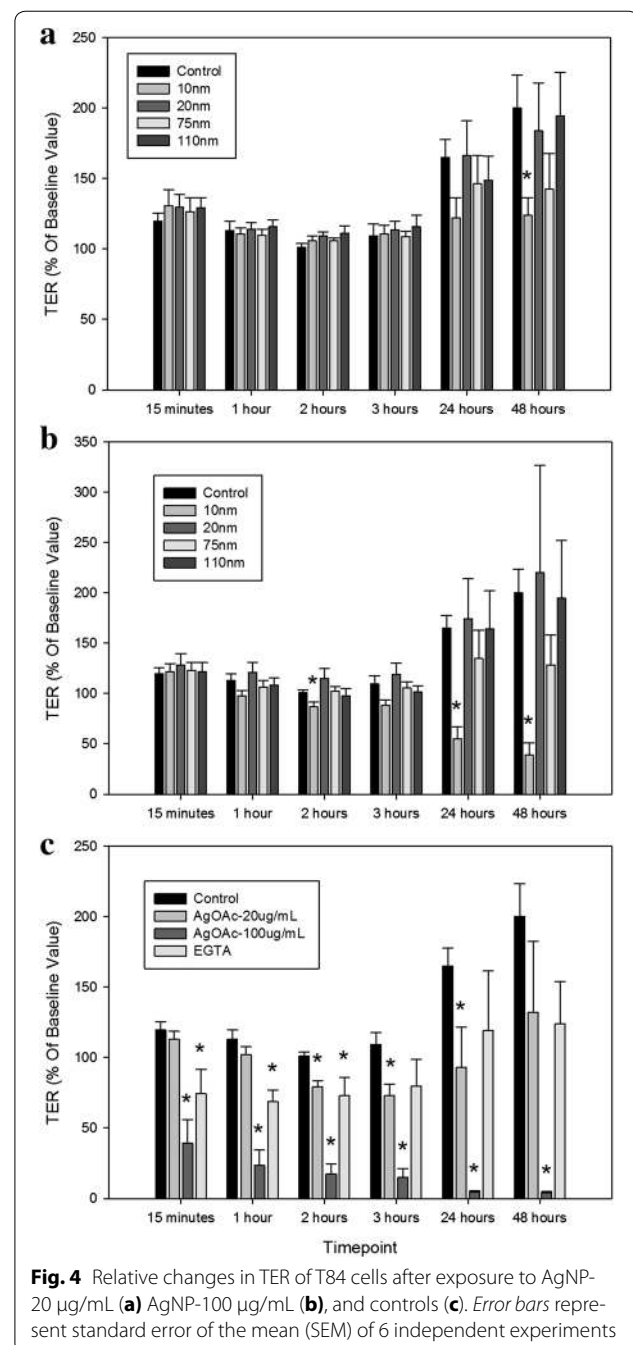 a
TER (% Of Baseline Value)
250
200
150
100
50
0
Control
10nm
20nm
75nm
110nm
*
15 minutes 1 hour 2 hours 3 hours 24 hours 48 hours
b
TER (% Of Baseline Value)
350
300
250
200
150
100
50
0
Control
10nm
20nm
75nm
110nm
* * *
15 minutes 1 hour 2 hours 3 hours 24 hours 48 hours
c
TER (% Of Baseline Value)
250
200
150
100
50
0
Control
AgOAc-20ug/mL
AgOAc-100ug/mL
EGTA
* * * * * * * * * * *
15 minutes 1 hour 2 hours 3 hours 24 hours 48 hours
Timepoint
Fig. 4 Relative changes in TER of T84 cells after exposure to AgNP-
20 µg/mL (a) AgNP-100 µg/mL (b), and controls (c). Error bars repre-
sent standard error of the mean (SEM) of 6 independent experiments